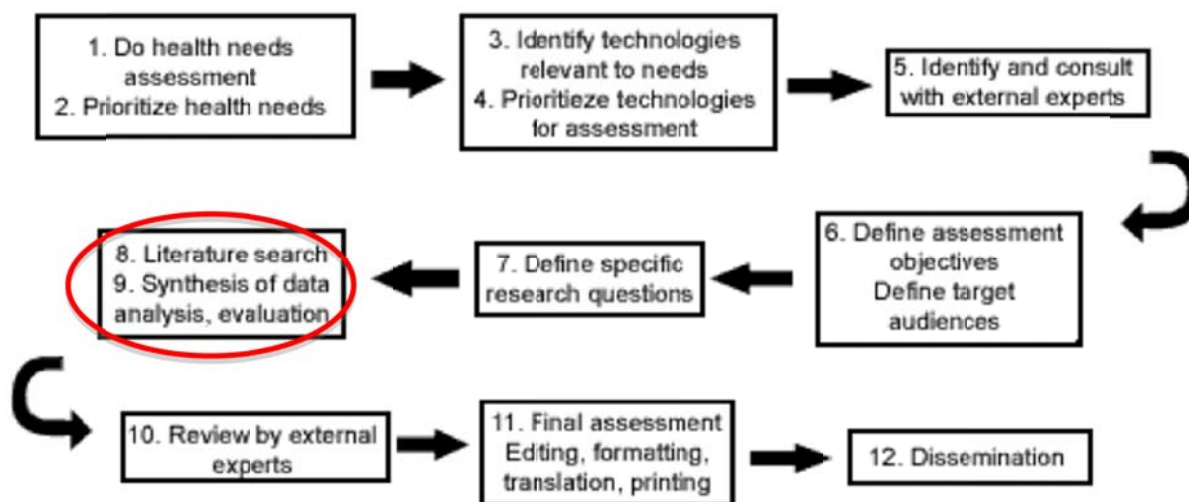 1. Do health needs
assessment
2. Prioritize health needs
3. Identify technologies
relevant to needs
4. Prioritieze technologies
for assessment
5. Identify and consult
with external experts
6. Define assessment
objectives
Define target
audiences
7. Define specific
research questions
8. Literature search
9. Synthesis of data
analysis, evaluation
10. Review by external
experts
11. Final assessment
Editing, formatting,
translation, printing
12. Dissemination